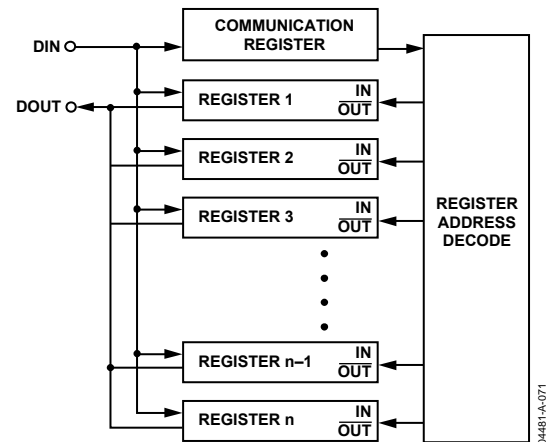 COMMUNICATION
REGISTER
DIN
DOUT
REGISTER 1
IN
OUT
REGISTER 2
IN
OUT
REGISTER 3
IN
OUT
REGISTER
ADDRESS
DECODE
REGISTER n–1
IN
OUT
REGISTER n
IN
OUT
04481-A-071